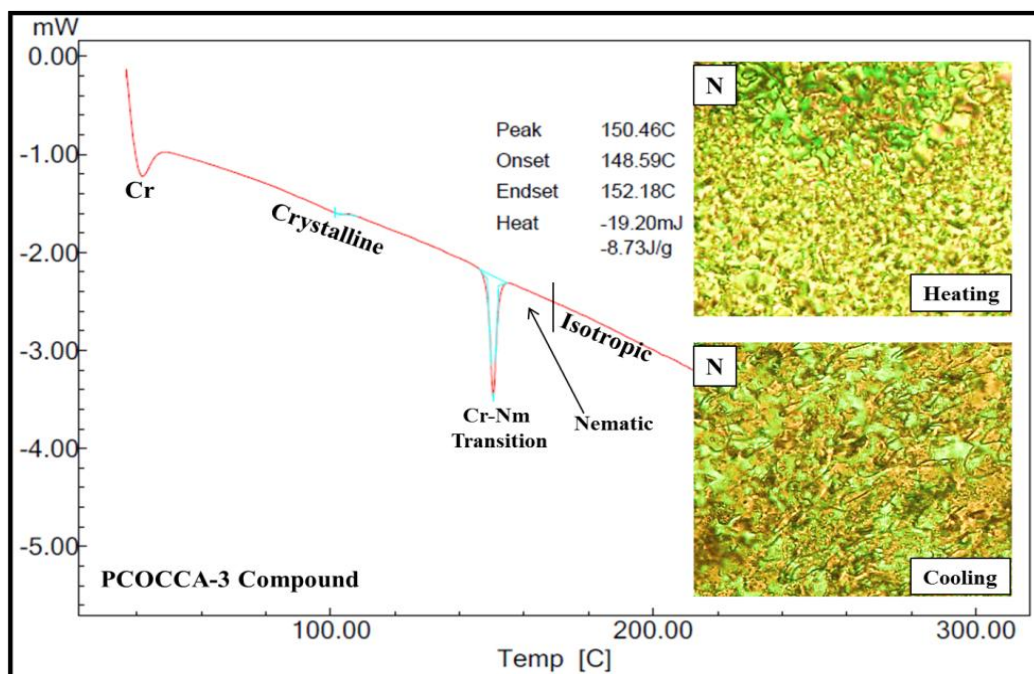 mW
0.00
-1.00
-2.00
-3.00
-4.00
-5.00
Cr
Crystalline
Peak 150.46C
Onset 148.59C
Endset 152.18C
Heat -19.20mJ
-8.73J/g
Isotropic
Cr-Nm
Transition
Nematic
PCOCCA-3 Compound
N
Heating
N
Cooling
100.00
200.00
300.00
Temp [C]